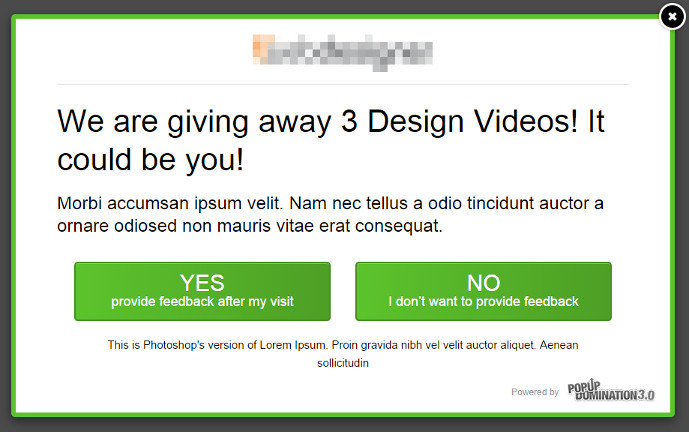 We are giving away 3 Design Videos! It
could be you!
Morbi accumsan ipsum velit. Nam nec tellus a odio tincidunt auctor a
ornare odiosed non mauris vitae erat consequat.
YES
provide feedback after my visit
NO
I don't want to provide feedback
This is Photoshop's version of Lorem Ipsum. Proin gravida nibh vel velit auctor aliquet. Aenean
sollicitudin
Powered by POPUP
DOMINATION 3.0